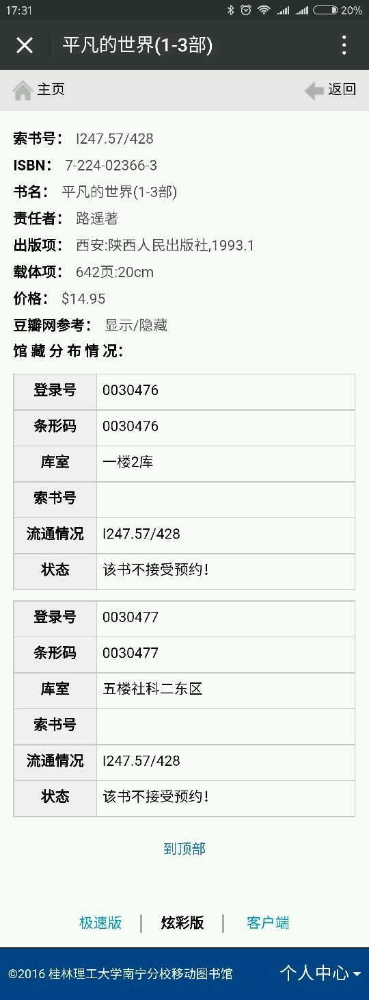 17:31 20%
平凡的世界(1-3部)
主页 返回
索书号： I247.57/428
ISBN： 7-224-02366-3
书名： 平凡的世界(1-3部)
责任者： 路遥著
出版项： 西安:陕西人民出版社,1993.1
载体项： 642页:20cm
价格： $14.95
豆瓣网参考： 显示/隐藏
馆 藏 分 布 情 况：
登录号 0030476
条形码 0030476
库室 一楼2库
索书号
流通情况 I247.57/428
状态 该书不接受预约！
登录号 0030477
条形码 0030477
库室 五楼社科二东区
索书号
流通情况 I247.57/428
状态 该书不接受预约！
到顶部
极速版 | 炫彩版 | 客户端
©2016 桂林理工大学南宁分校移动图书馆 个人中心